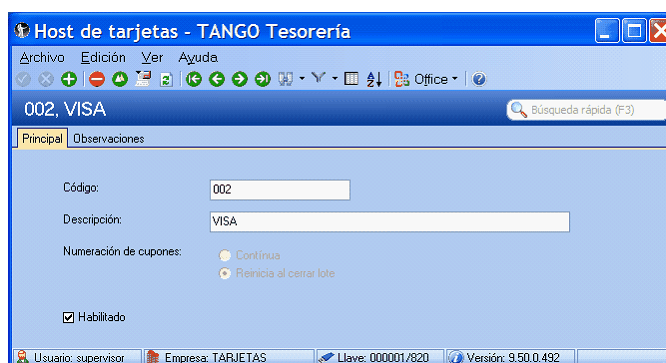 Host de tarjetas - TANGO Tesorería
Archivo Edición Ver Ayuda
Office
002, VISA
Búsqueda rápida (F3)
Principal Observaciones
Código: 002
Descripción: VISA
Numeración de cupones: Contínua
Reinicia al cerrar lote
Habilitado
Usuario: supervisor Empresa: TARJETAS Llave: 000001/820 Versión: 9.50.0.492